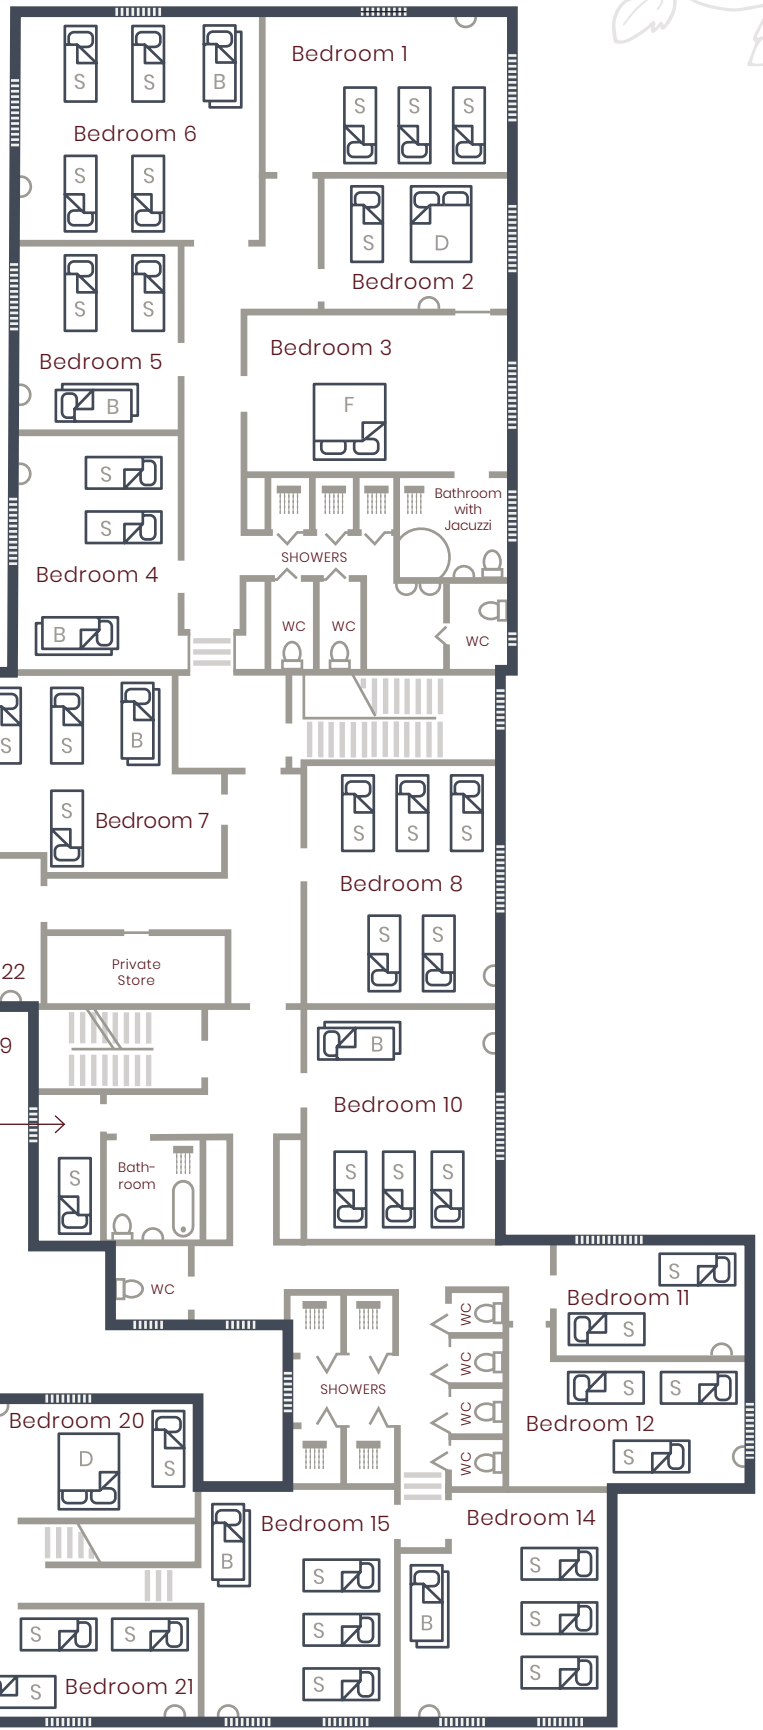 Bedroom 1
S S B
S S S
Bedroom 6
S S
S D
Bedroom 2
S S
Bedroom 3
Bedroom 5
F
B
S
Bathroom
with
Jacuzzi
S
SHOWERS
Bedroom 4
WC WC
B
WC
S S B
S
Bedroom 7
S S S
Bedroom 8
S S
Private
Store
22
9
B
Bedroom 10
Bath-
room
S
S S S
WC
S
Bedroom 11
WC
S
WC
SHOWERS
S S
WC
Bedroom 12
Bedroom 20
D
S
WC
S
Bedroom 15
Bedroom 14
B
S
S
B
S
S
S S
S
S
Bedroom 21
S